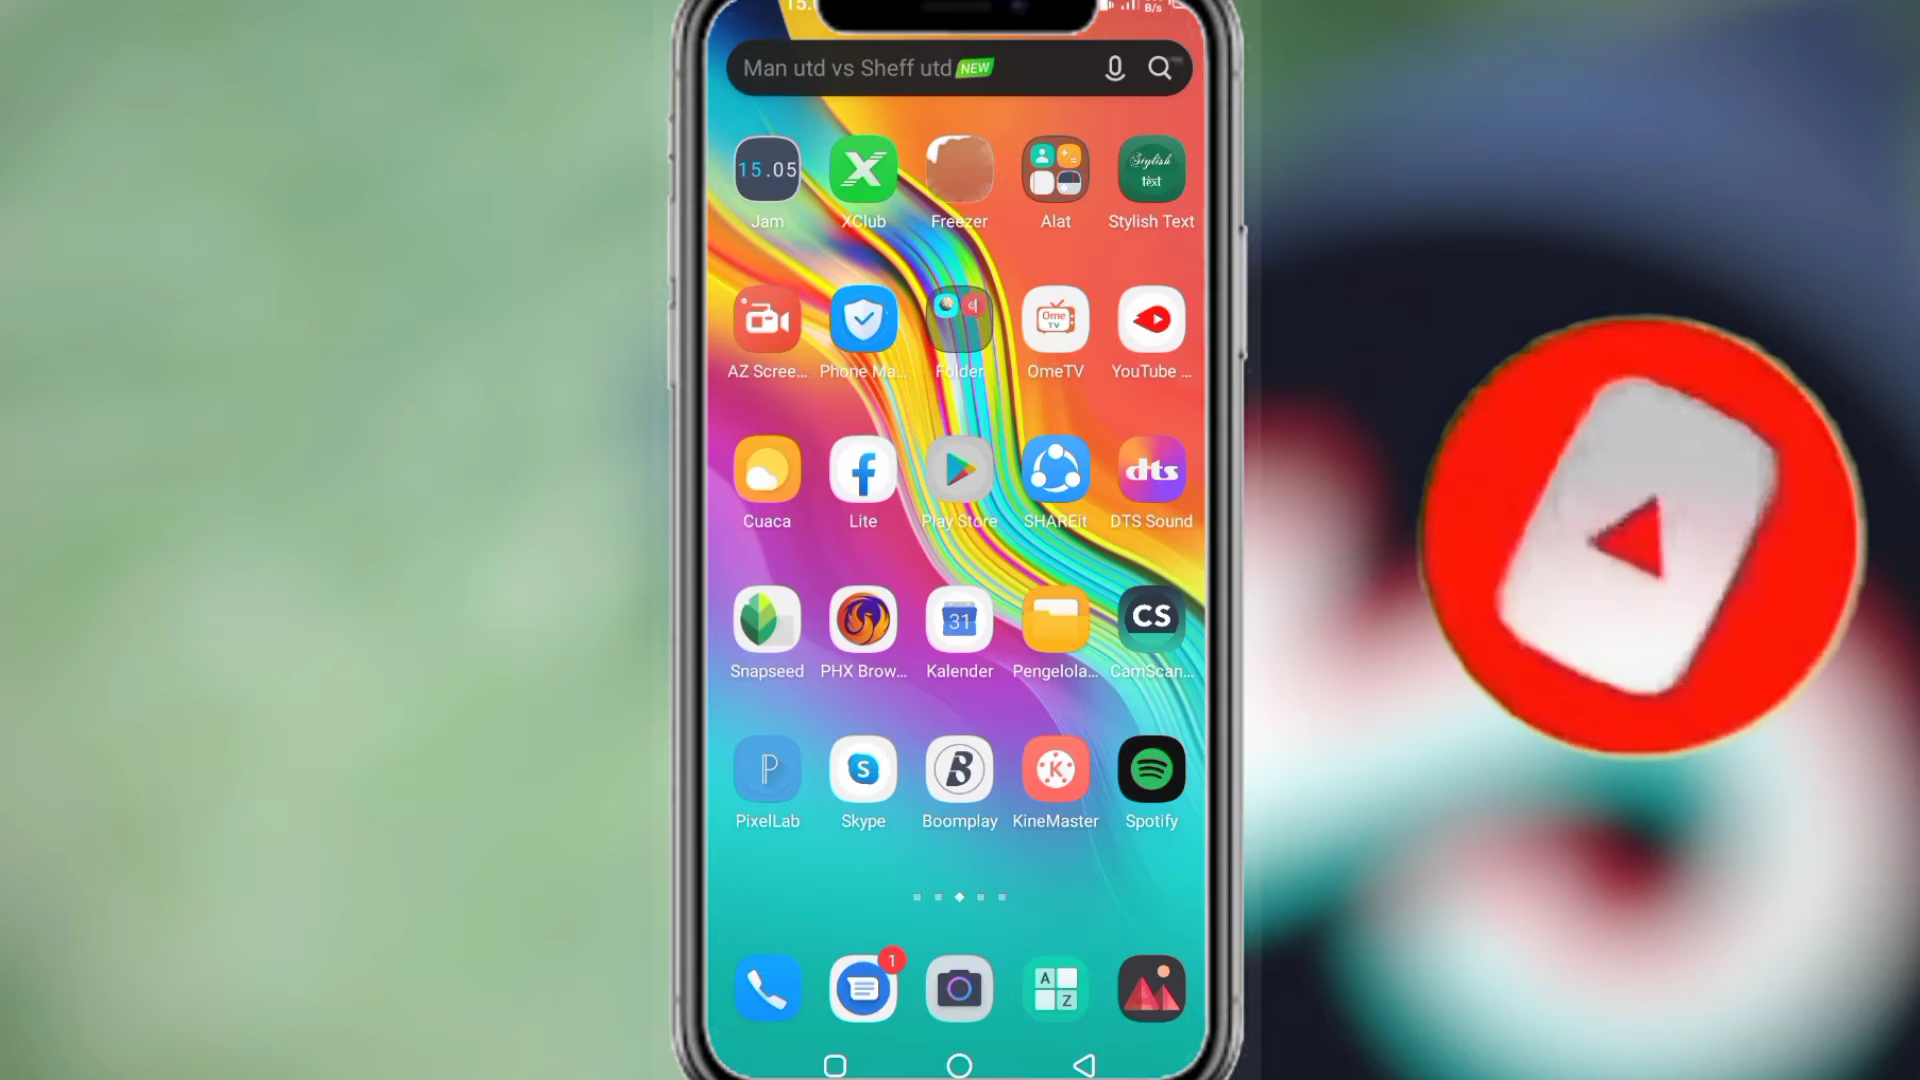 15.0
B/s
Man utd vs Sheff utd NEW
15.05
Stylish
text
Jam XClub Freezer Alat Stylish Text
Ome
TV
AZ Scree... Phone Ma... Folder OmeTV YouTube ...
dts
Cuaca Lite Play Store SHAREit DTS Sound
31 CS
Snapseed PHX Brow... Kalender Pengelola... CamScan...
P S B K
PixelLab Skype Boomplay KineMaster Spotify
1
A
Z